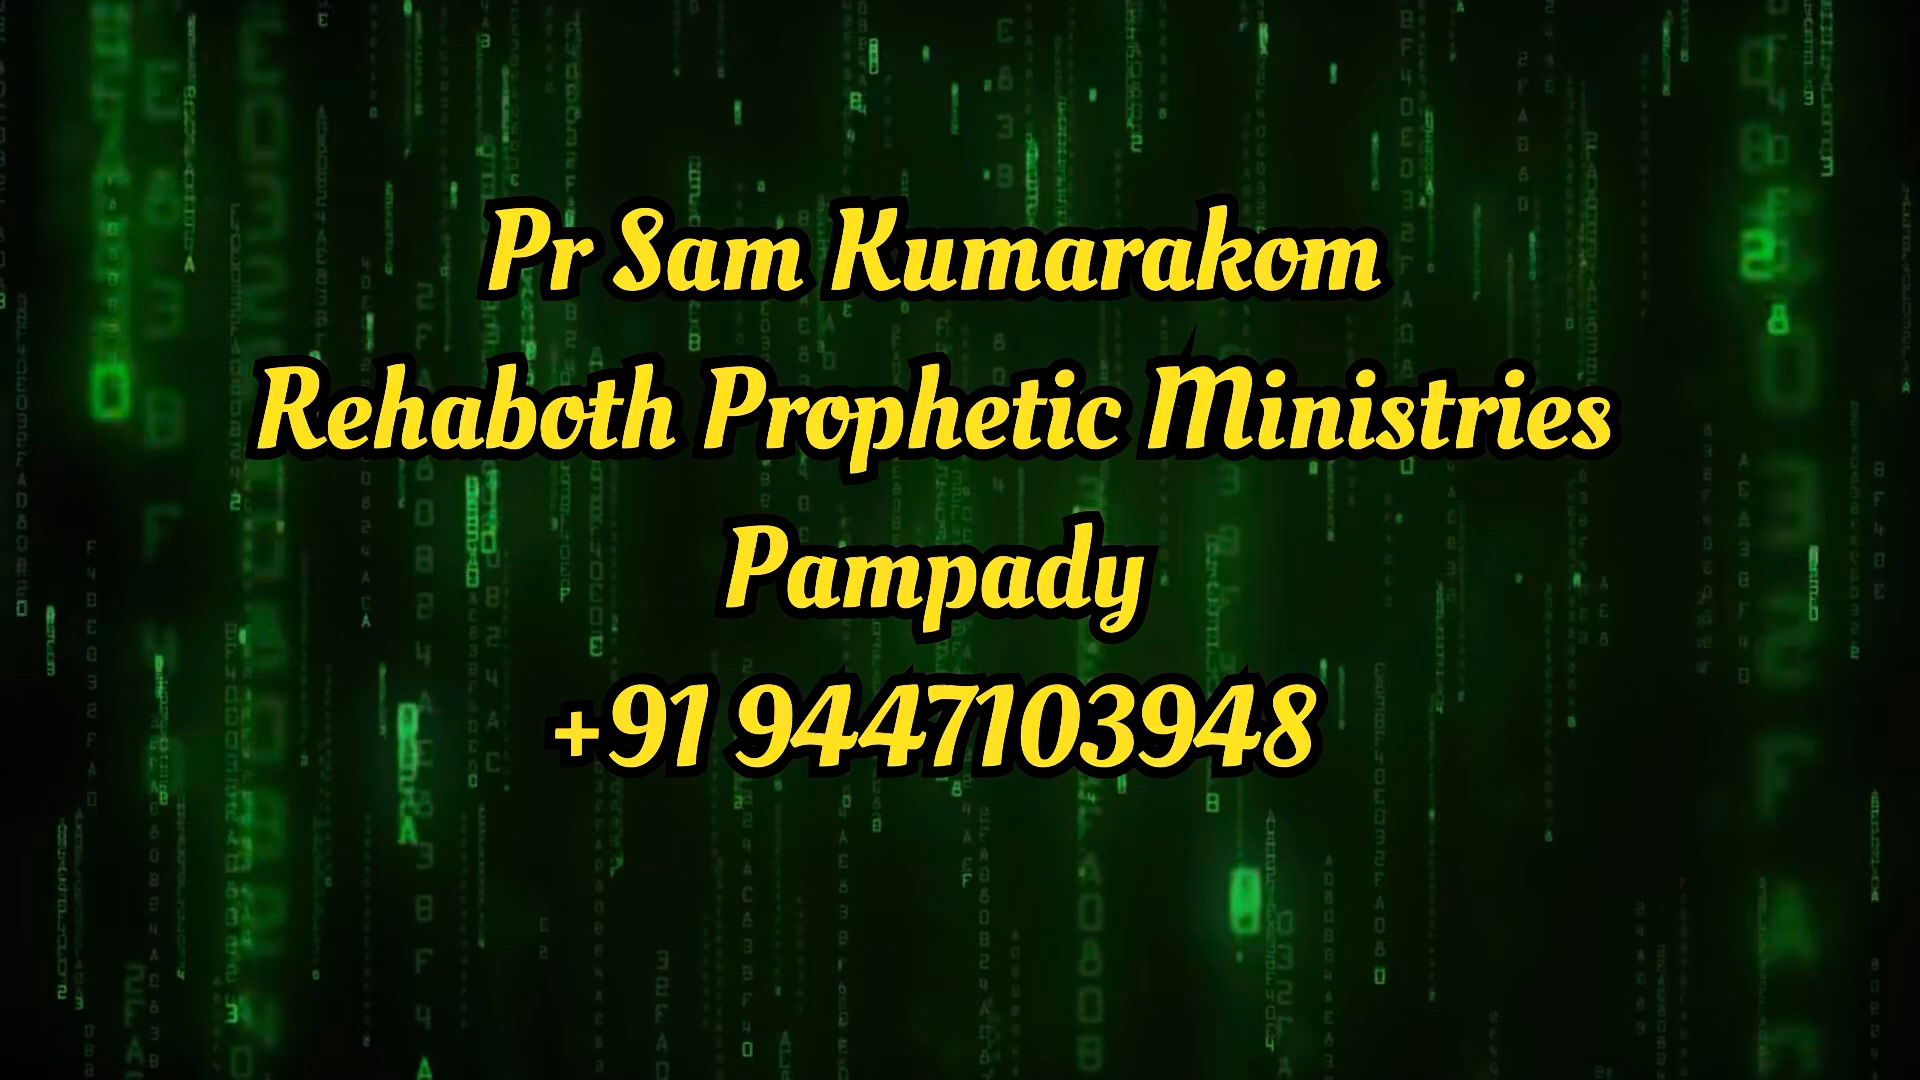 Pr Sam Kumarakom
Rehaboth Prophetic Ministries
Pampady
+91 9447103948